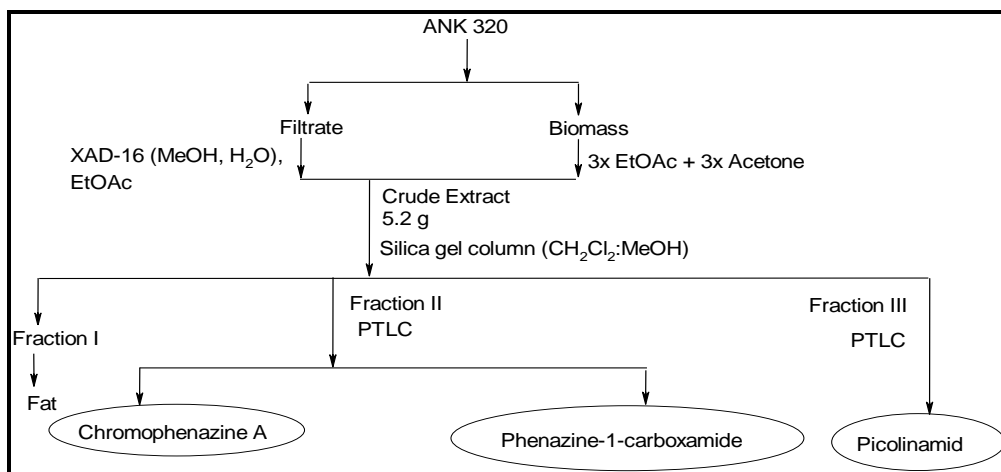 ANK 320
Filtrate
Biomass
XAD-16 (MeOH, H₂O),
EtOAc
3x EtOAc + 3x Acetone
Crude Extract
5.2 g
Silica gel column (CH₂Cl₂:MeOH)
Fraction I
Fat
Fraction II
PTLC
Fraction III
PTLC
Chromophenazine A
Phenazine-1-carboxamide
Picolinamid